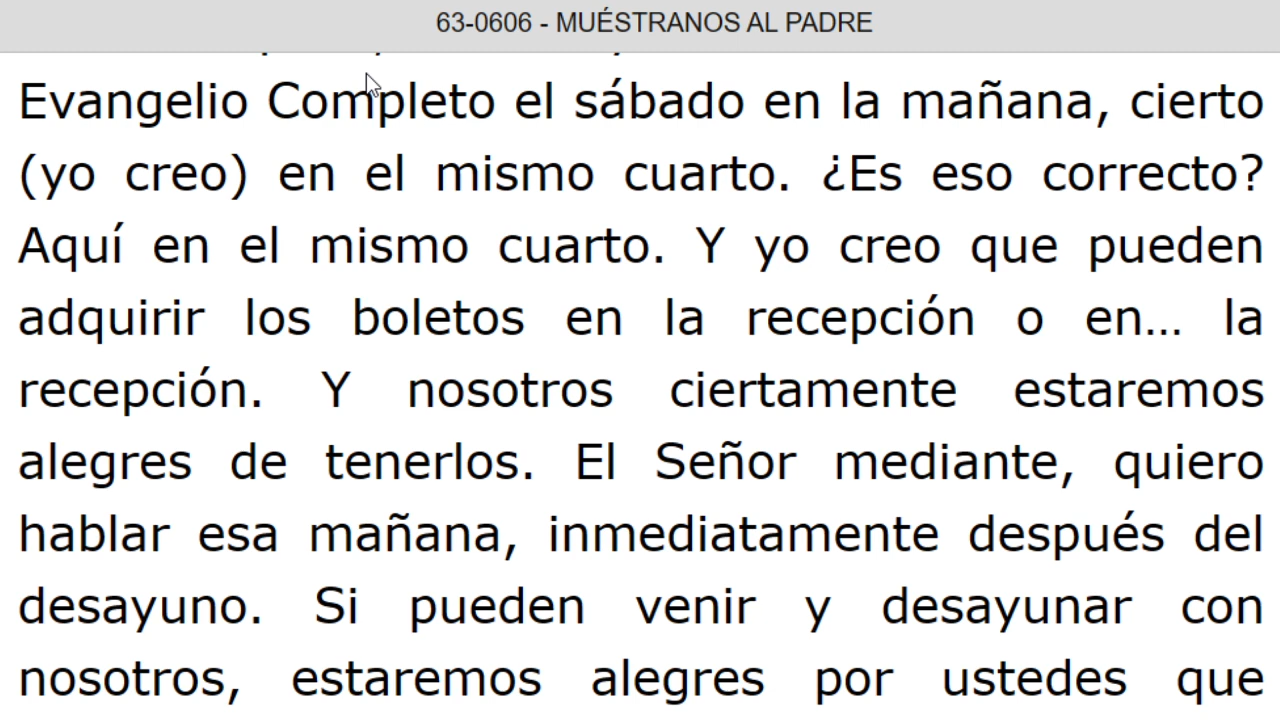 63-0606 - MUÉSTRANOS AL PADRE
Evangelio Completo el sábado en la mañana, cierto
(yo creo) en el mismo cuarto. ¿Es eso correcto?
Aquí en el mismo cuarto. Y yo creo que pueden
adquirir los boletos en la recepción o en... la
recepción. Y nosotros ciertamente estaremos
alegres de tenerlos. El Señor mediante, quiero
hablar esa mañana, inmediatamente después del
desayuno. Si pueden venir y desayunar con
nosotros, estaremos alegres por ustedes que